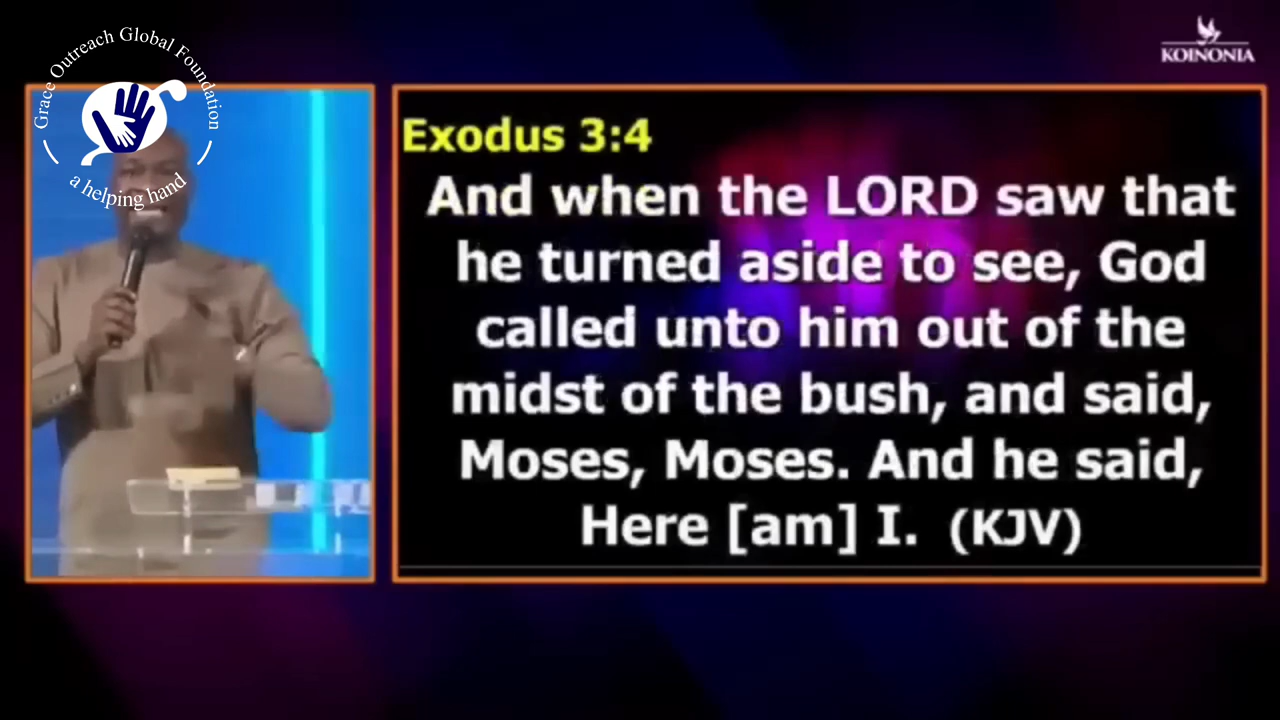 Grace Outreach Global Foundation
a helping hand
KOINONIA
Exodus 3:4
And when the LORD saw that
he turned aside to see, God
called unto him out of the
midst of the bush, and said,
Moses, Moses. And he said,
Here [am] I. (KJV)